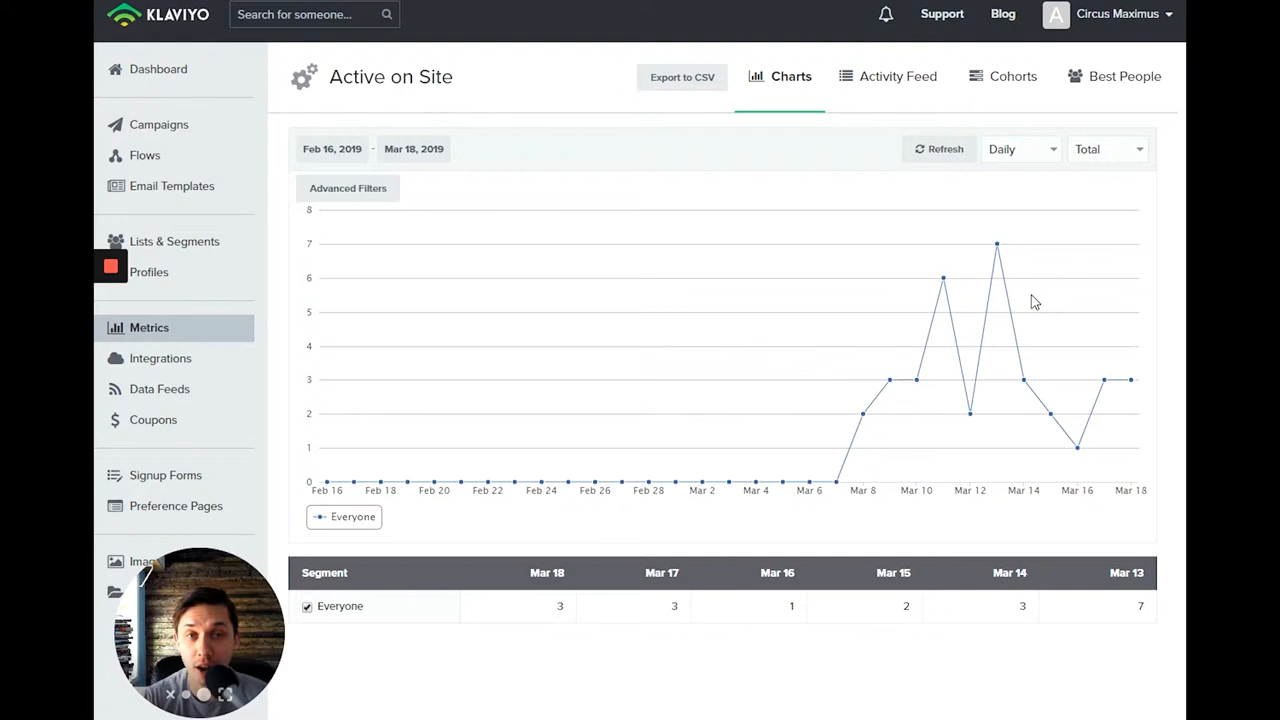 KLAVIYO
Search for someone...
Support
Blog
A
Circus Maximus
Dashboard
Campaigns
Flows
Email Templates
Lists & Segments
Profiles
Metrics
Integrations
Data Feeds
Coupons
Signup Forms
Preference Pages
Active on Site
Export to CSV
Charts
Activity Feed
Cohorts
Best People
Feb 16, 2019 - Mar 18, 2019
Refresh
Daily
Total
Advanced Filters
8
7
6
5
4
3
2
1
0
Feb 16 Feb 18 Feb 20 Feb 22 Feb 24 Feb 26 Feb 28 Mar 2 Mar 4 Mar 6 Mar 8 Mar 10 Mar 12 Mar 14 Mar 16 Mar 18
Everyone
Segment Mar 18 Mar 17 Mar 16 Mar 15 Mar 14 Mar 13
Everyone 3 3 1 2 3 7